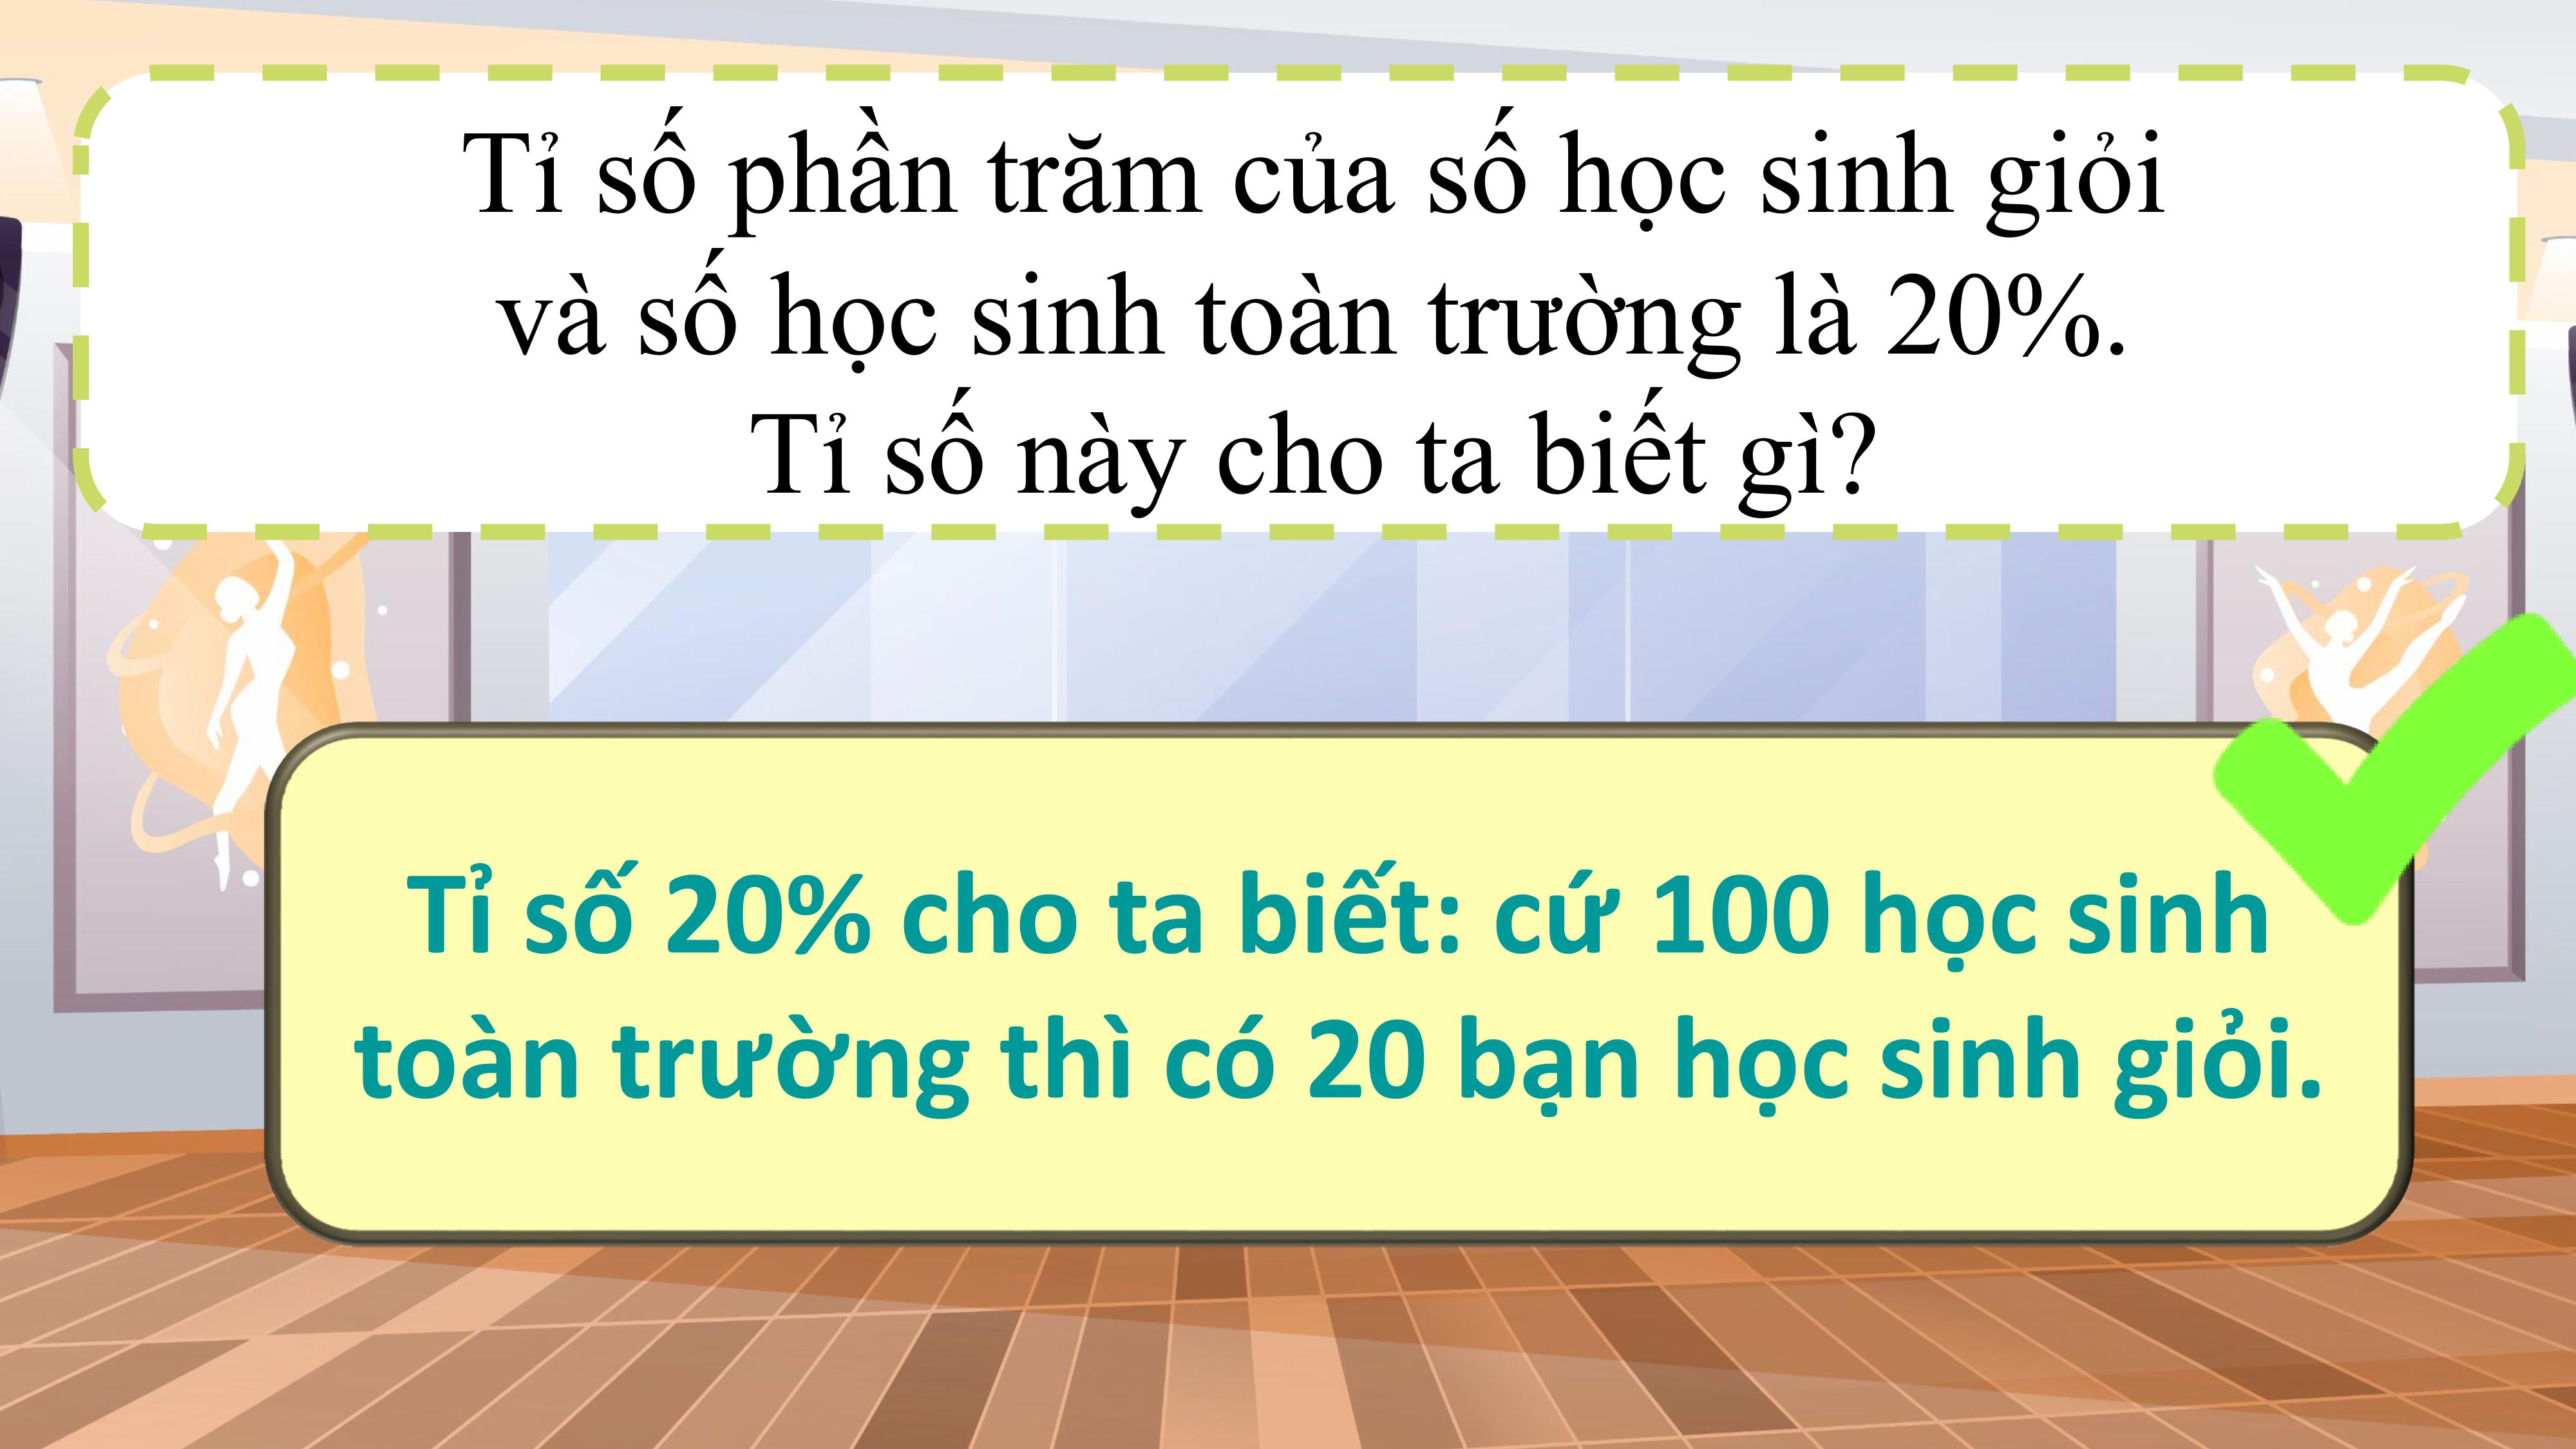 Tỉ số phần trăm của số học sinh giỏi
và số học sinh toàn trường là 20%.
Tỉ số này cho ta biết gì?
Tỉ số 20% cho ta biết: cứ 100 học sinh
toàn trường thì có 20 bạn học sinh giỏi.